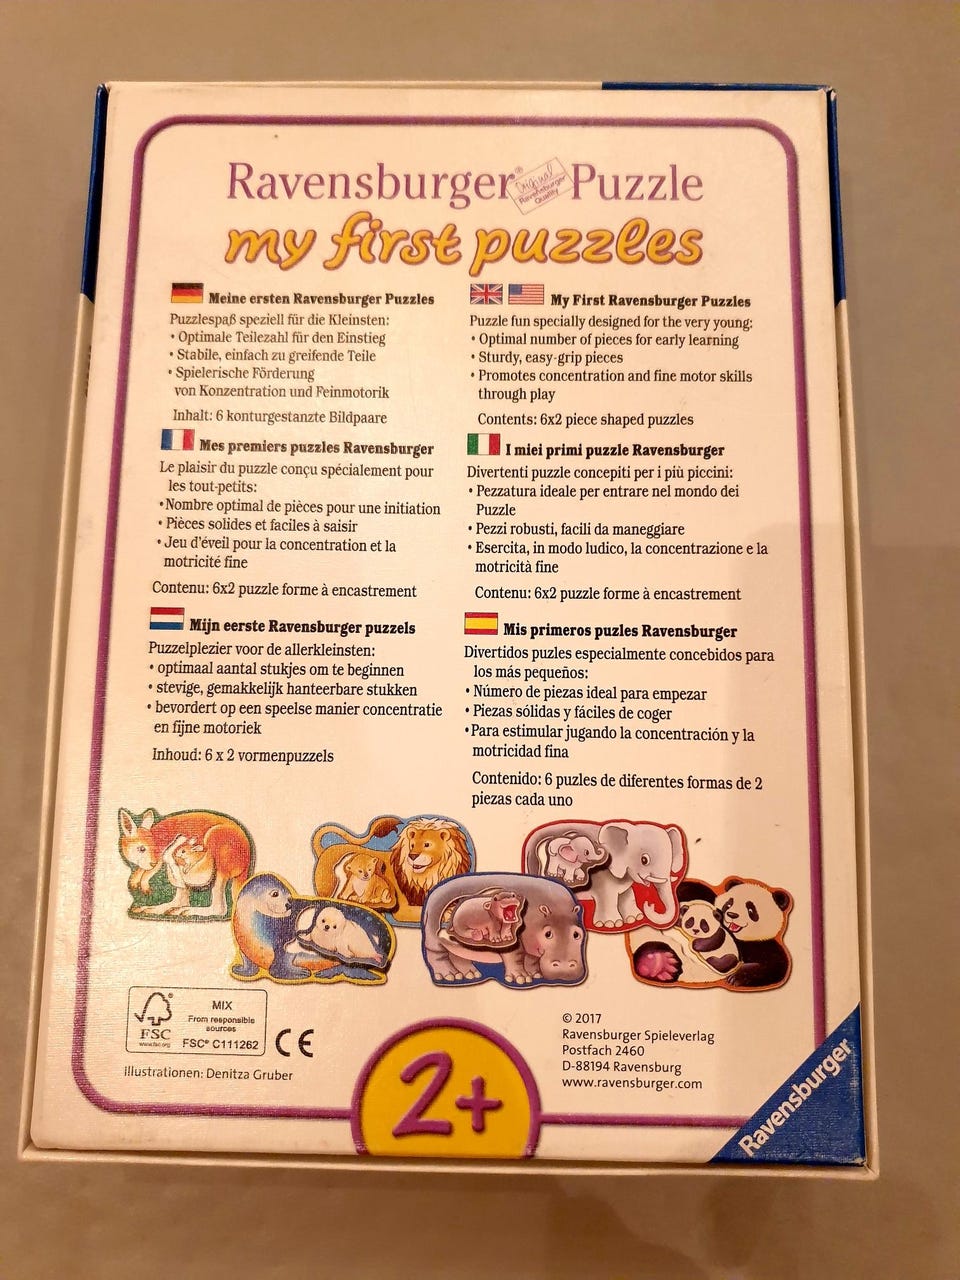 Ravensburger® Puzzle
Original
Ravensburger
Quality
my first puzzles
Meine ersten Ravensburger Puzzles
Puzzlespaß speziell für die Kleinsten:
• Optimale Teilezahl für den Einstieg
• Stabile, einfach zu greifende Teile
• Spielerische Förderung
von Konzentration und Feinmotorik
Inhalt: 6 konturgestanzte Bildpaare
My First Ravensburger Puzzles
Puzzle fun specially designed for the very young:
• Optimal number of pieces for early learning
• Sturdy, easy-grip pieces
• Promotes concentration and fine motor skills
through play
Contents: 6x2 piece shaped puzzles
Mes premiers puzzles Ravensburger
Le plaisir du puzzle conçu spécialement pour
les tout-petits:
• Nombre optimal de pièces pour une initiation
• Pièces solides et faciles à saisir
• Jeu d'éveil pour la concentration et la
motricité fine
Contenu: 6x2 puzzle forme à encastrement
I miei primi puzzle Ravensburger
Divertenti puzzle concepiti per i più piccini:
• Pezzatura ideale per entrare nel mondo dei
Puzzle
• Pezzi robusti, facili da maneggiare
• Esercita, in modo ludico, la concentrazione e la
motricità fine
Contenu: 6x2 puzzle forme à encastrement
Mijn eerste Ravensburger puzzels
Puzzelplezier voor de allerkleinsten:
• optimaal aantal stukjes om te beginnen
• stevige, gemakkelijk hanteerbare stukken
• bevordert op een speelse manier concentratie
en fijne motoriek
Inhoud: 6 x 2 vormenpuzzels
Mis primeros puzles Ravensburger
Divertidos puzles especialmente concebidos para
los más pequeños:
• Número de piezas ideal para empezar
• Piezas sólidas y fáciles de coger
• Para estimular jugando la concentración y la
motricidad fina
Contenido: 6 puzles de diferentes formas de 2
piezas cada uno
FSC
www.fsc.org
MIX
From responsible
sources
FSC® C111262
CE
Illustrationen: Denitza Gruber
2+
© 2017
Ravensburger Spieleverlag
Postfach 2460
D-88194 Ravensburg
www.ravensburger.com
Ravensburger